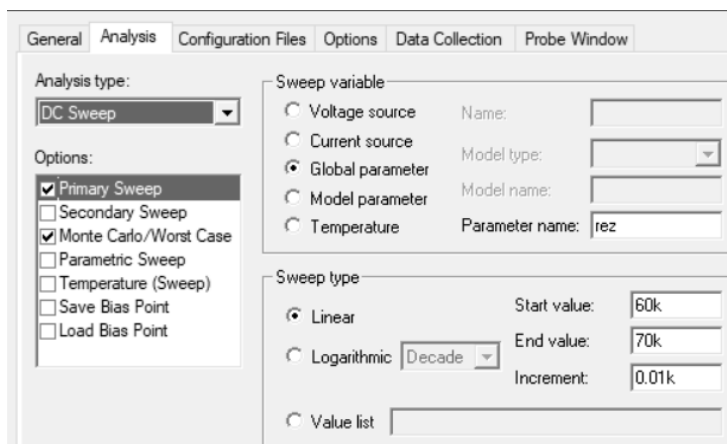 General Analysis Configuration Files Options Data Collection Probe Window
Analysis type:
DC Sweep
Options:
Primary Sweep
Secondary Sweep
Monte Carlo/Worst Case
Parametric Sweep
Temperature (Sweep)
Save Bias Point
Load Bias Point
Sweep variable
Voltage source Name:
Current source
Model type:
Global parameter
Model name:
Model parameter
Temperature Parameter name: rez
Sweep type
Start value: 60k
Linear
End value: 70k
Logarithmic Decade
Increment: 0.01k
Value list